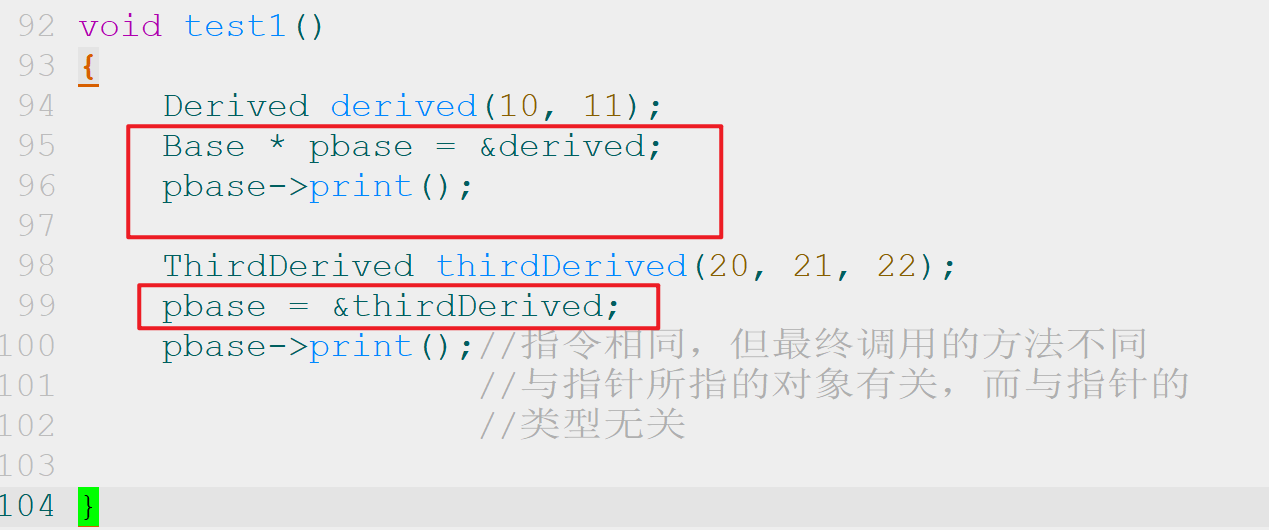 92 void test1()
93 {
94     Derived derived(10, 11);
95     Base * pbase = &derived;
96     pbase->print();
97
98     ThirdDerived thirdDerived(20, 21, 22);
99     pbase = &thirdDerived;
100     pbase->print();//指令相同，但最终调用的方法不同
101                    //与指针所指的对象有关，而与指针的
102                    //类型无关
103
104 }